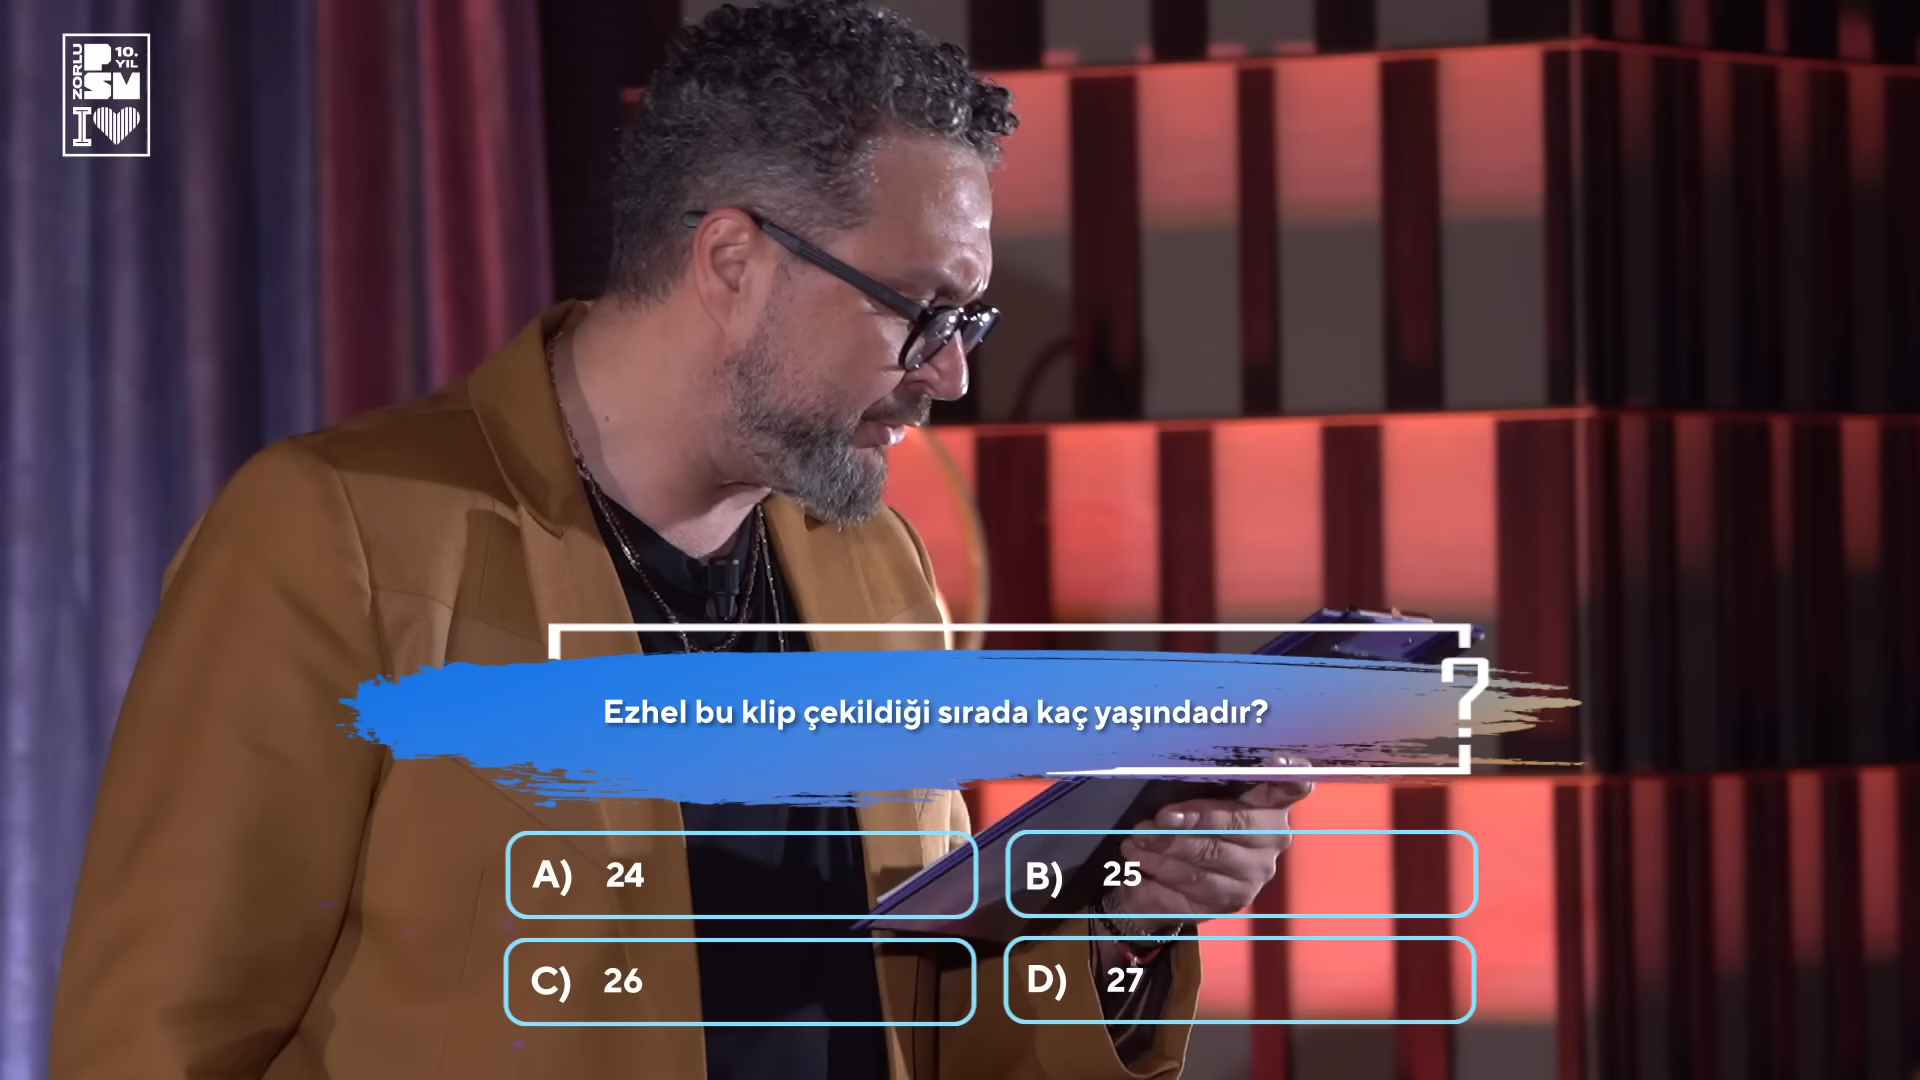 ZORLU
PSM
10.
YIL
I
Ezhel bu klip çekildiği sırada kaç yaşındadır?
?
A) 24
B) 25
C) 26
D) 27